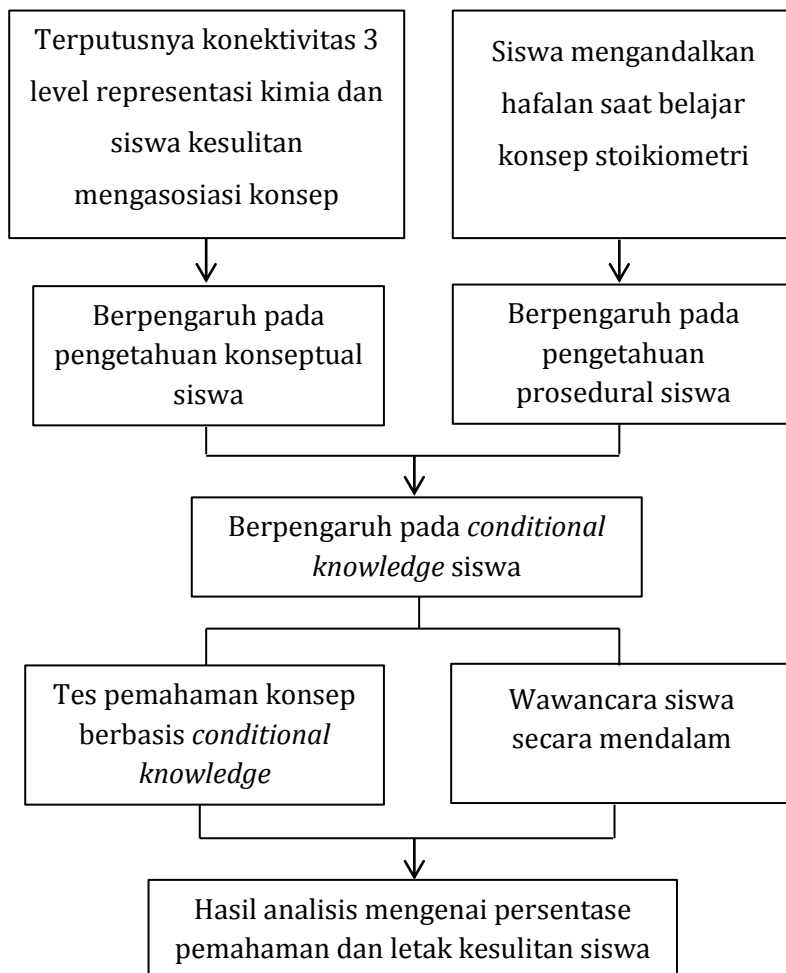 Terputusnya konektivitas 3
level representasi kimia dan
siswa kesulitan
mengasosiasi konsep
Siswa mengandalkan
hafalan saat belajar
konsep stoikiometri
Berpengaruh pada
pengetahuan konseptual
siswa
Berpengaruh pada
pengetahuan
prosedural siswa
Berpengaruh pada conditional
knowledge siswa
Tes pemahaman konsep
berbasis conditional
knowledge
Wawancara siswa
secara mendalam
Hasil analisis mengenai persentase
pemahaman dan letak kesulitan siswa